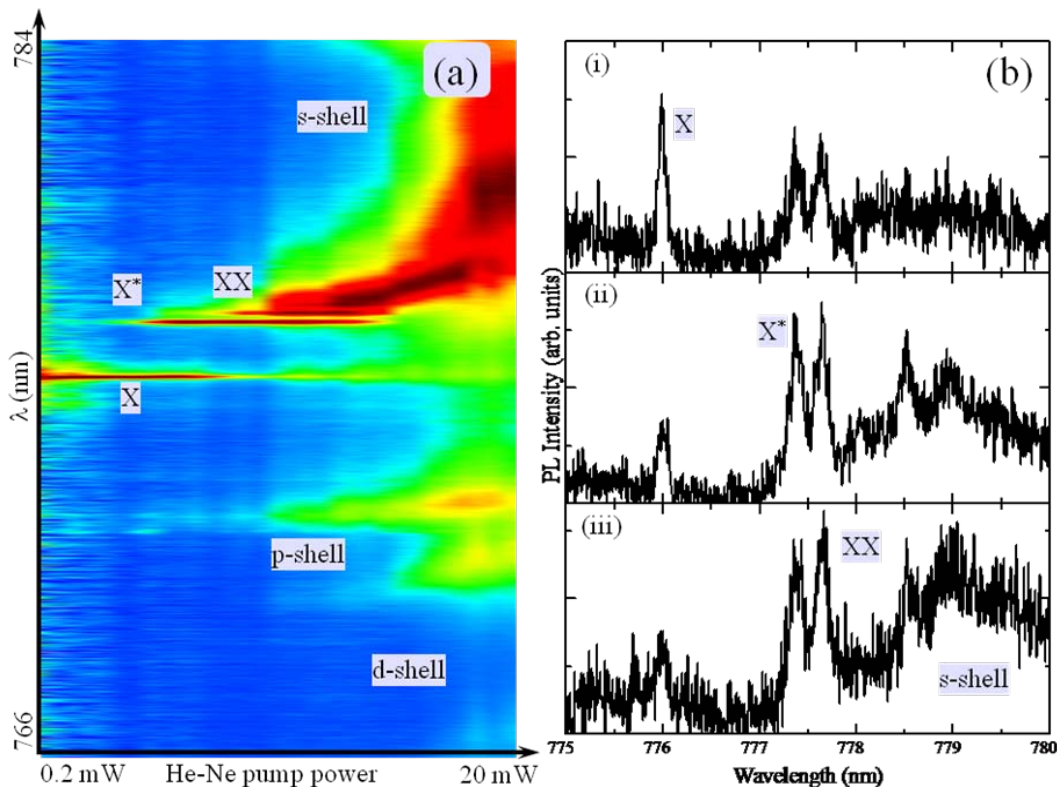 784
(a)
s-shell
XX
X*
λ (nm)
X
p-shell
d-shell
766
0.2 mW
He-Ne pump power
20 mW
(i)
(b)
X
(ii)
X*
PL Intensity (arb. units)
(iii)
XX
s-shell
775 776 777 778 779 780
Wavelength (nm)